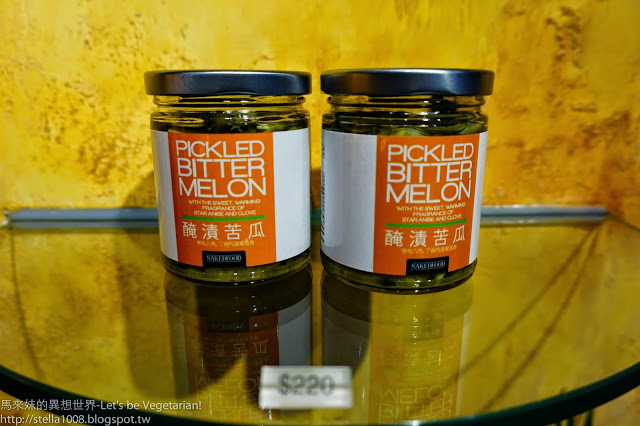 PICKLED
BITTER
MELON
WITH THE SWEET, WARMING
FRAGRANCE OF
STAR ANISE AND CLOVE
醃漬苦瓜
NAKEDFOOD
PICKLED
BITTER
MELON
WITH THE SWEET, WARMING
FRAGRANCE OF
STAR ANISE AND CLOVE
醃漬苦瓜
NAKEDFOOD
$220
馬來妹的異想世界-Let's be Vegetarian!
http://stella1008.blogspot.tw